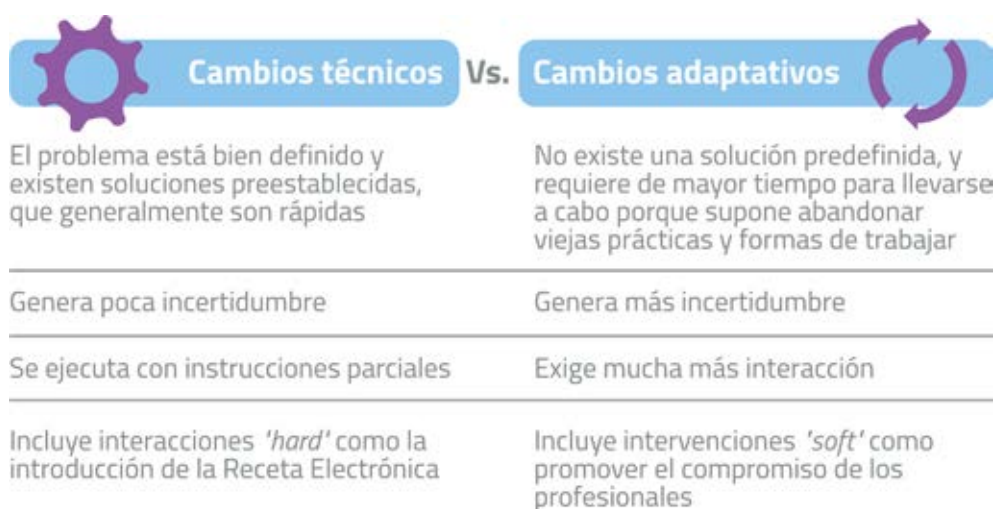 Cambios técnicos Vs. Cambios adaptativos
El problema está bien definido y
existen soluciones preestablecidas,
que generalmente son rápidas
No existe una solución predefinida, y
requiere de mayor tiempo para llevarse
a cabo porque supone abandonar
viejas prácticas y formas de trabajar
Genera poca incertidumbre
Genera más incertidumbre
Se ejecuta con instrucciones parciales
Exige mucha más interacción
Incluye interacciones 'hard' como la
introducción de la Receta Electrónica
Incluye intervenciones 'soft' como
promover el compromiso de los
profesionales